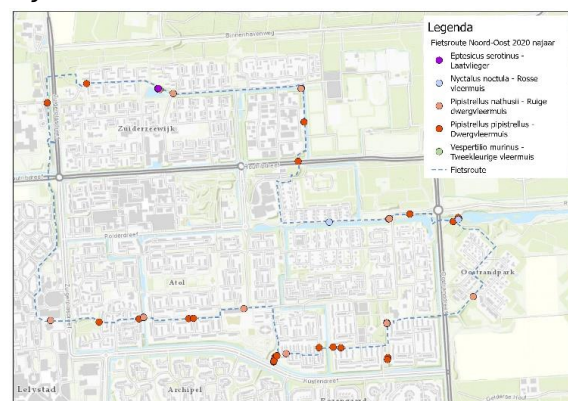 Legenda
Fietsroute Noord-Oost 2020 najaar
Eptesicus serotinus -
Laatvlieger
Nyctalus noctula - Rosse
vleermuis
Pipistrellus nathusii - Ruige
dwergvleermuis
Pipistrellus pipistrellus -
Dwergvleermuis
Vespertilio murinus -
Tweekleurige vleermuis
Fietsroute
Zuiderzeewijk
Atol
Oostrandpark
Lelystad
Archipel